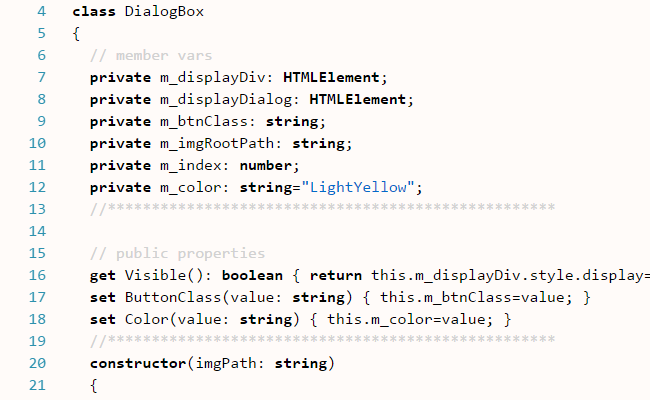 4 class DialogBox
5 {
6 // member vars
7 private m_displayDiv: HTMLElement;
8 private m_displayDialog: HTMLElement;
9 private m_btnClass: string;
10 private m_imgRootPath: string;
11 private m_index: number;
12 private m_color: string="LightYellow";
13 //***************************************************
14
15 // public properties
16 get Visible(): boolean { return this.m_displayDiv.style.display=
17 set ButtonClass(value: string) { this.m_btnClass=value; }
18 set Color(value: string) { this.m_color=value; }
19 //***************************************************
20 constructor(imgPath: string)
21 {